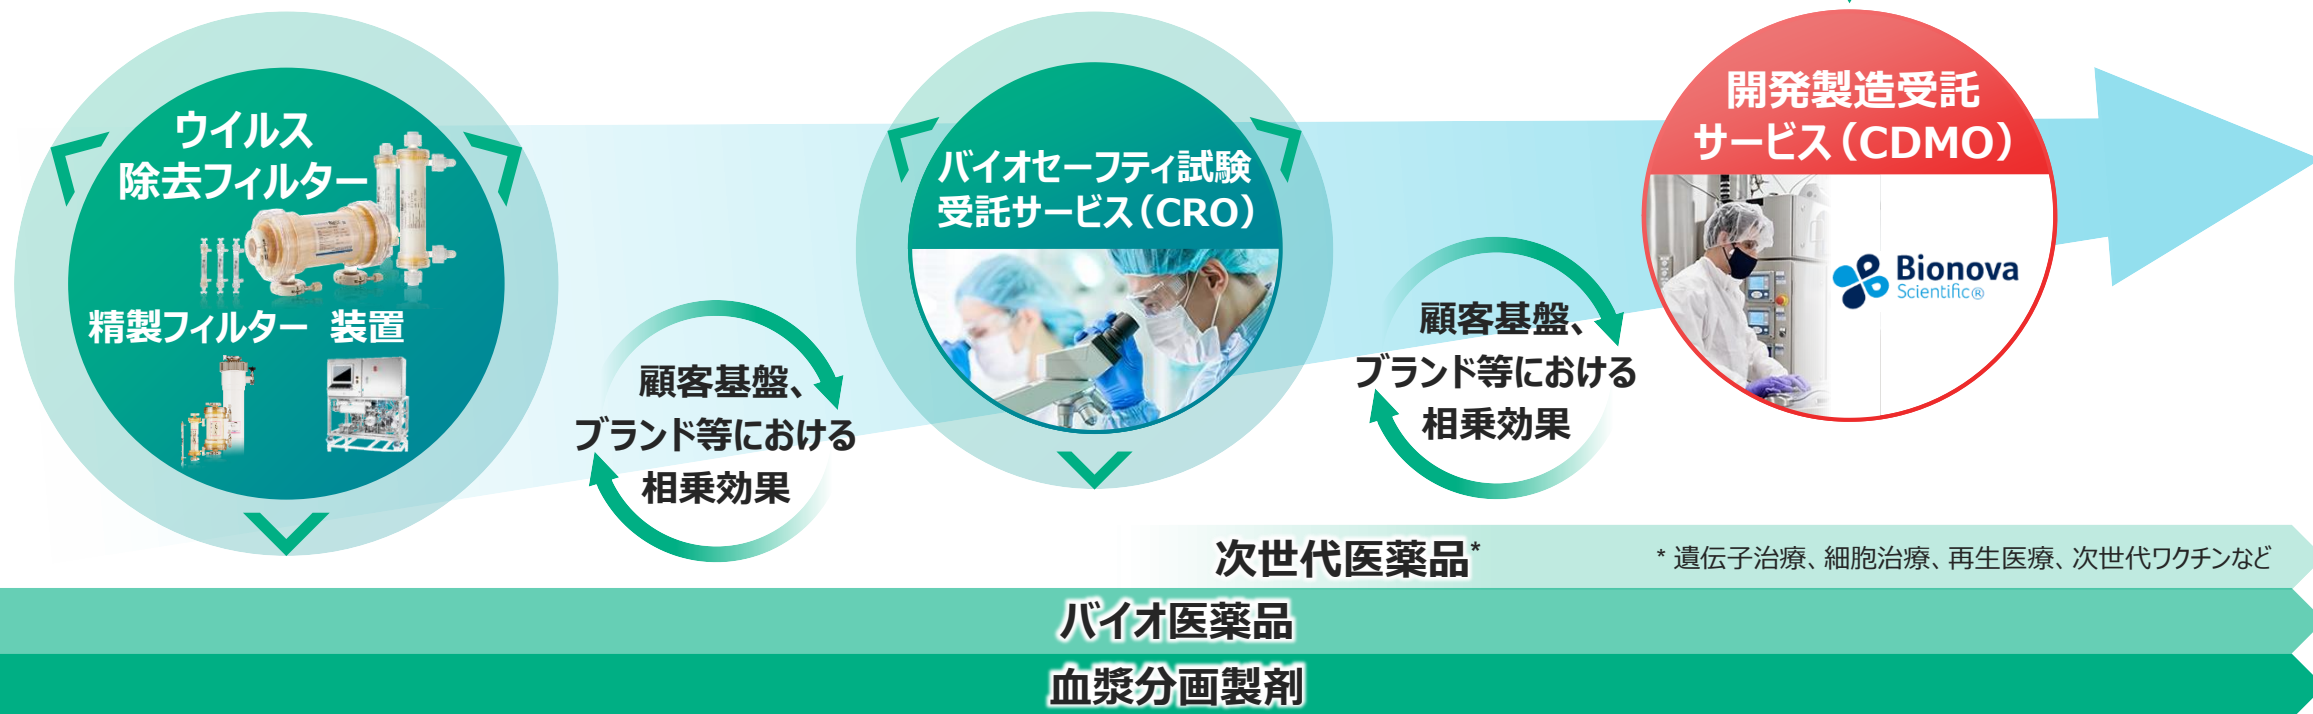 ウイルス
除去フィルター
精製フィルター 装置
顧客基盤、
ブランド等における
相乗効果
バイオセーフティ試験
受託サービス（CRO）
顧客基盤、
ブランド等における
相乗効果
開発製造受託
サービス（CDMO）
Bionova
Scientific®
次世代医薬品*
* 遺伝子治療、細胞治療、再生医療、次世代ワクチンなど
バイオ医薬品
血漿分画製剤